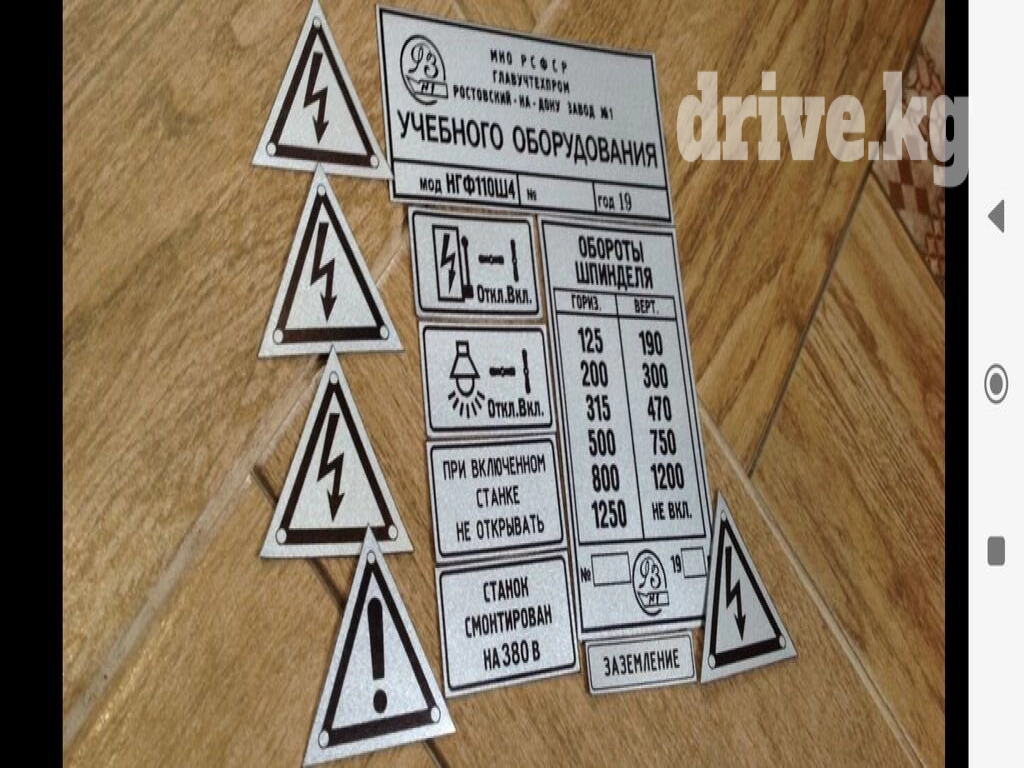 drive.kg
МНО РСФСР
ГЛАВУЧТЕХПРОМ
РОСТОВСКИЙ-НА-ДОНУ ЗАВОД №1
УЧЕБНОГО ОБОРУДОВАНИЯ
МОД НГФ110Ш4 № ГОД 19
Откл.Вкл.
Откл.Вкл.
ПРИ ВКЛЮЧЕННОМ
СТАНКЕ
НЕ ОТКРЫВАТЬ
СТАНОК
СМОНТИРОВАН
НА 380 В
ОБОРОТЫ
ШПИНДЕЛЯ
ГОРИЗ. ВЕРТ.
125 190
200 300
315 470
500 750
800 1200
1250 НЕ ВКЛ.
№ 19
ЗАЗЕМЛЕНИЕ